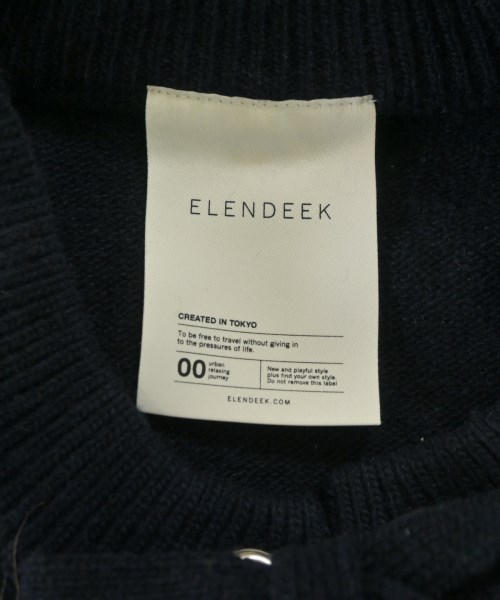 ELENDEEK
CREATED IN TOKYO
To be free to travel without giving in
to the pressures of life.
00
urban
relaxing
journey
New and playful style
plus find your own style.
Do not remove this label
ELENDEEK.COM